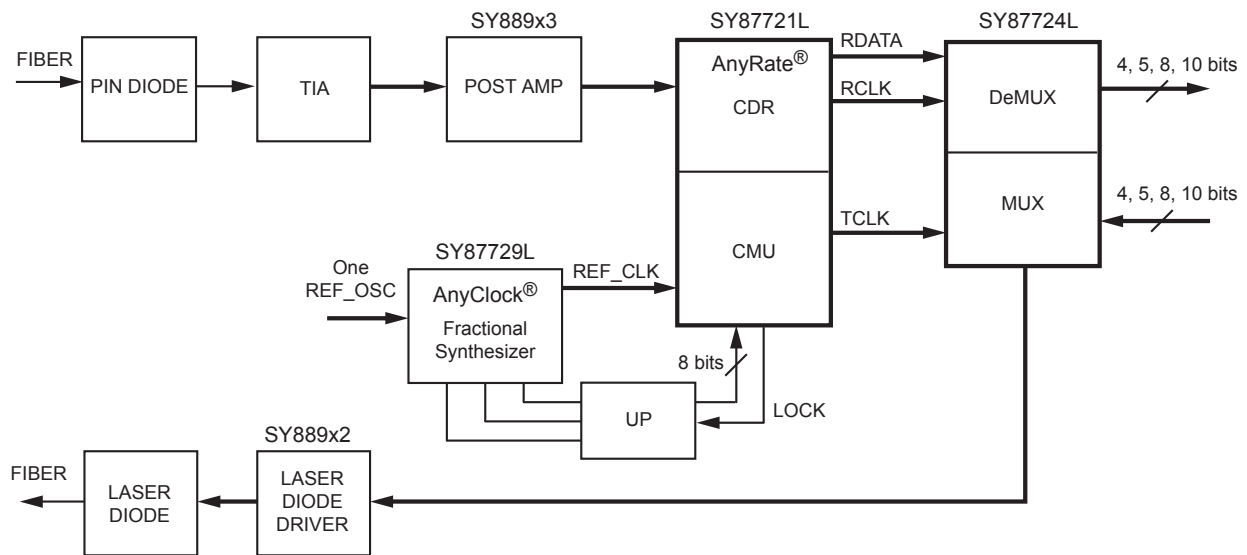 SY889x3
SY87721L
SY87724L
FIBER
PIN DIODE
TIA
POST AMP
AnyRate®
CDR
RDATA
RCLK
DeMUX
4, 5, 8, 10 bits
CMU
TCLK
MUX
4, 5, 8, 10 bits
SY87729L
One
REF_OSC
AnyClock®
Fractional
Synthesizer
REF_CLK
8 bits
UP
LOCK
SY889x2
FIBER
LASER
DIODE
LASER
DIODE
DRIVER